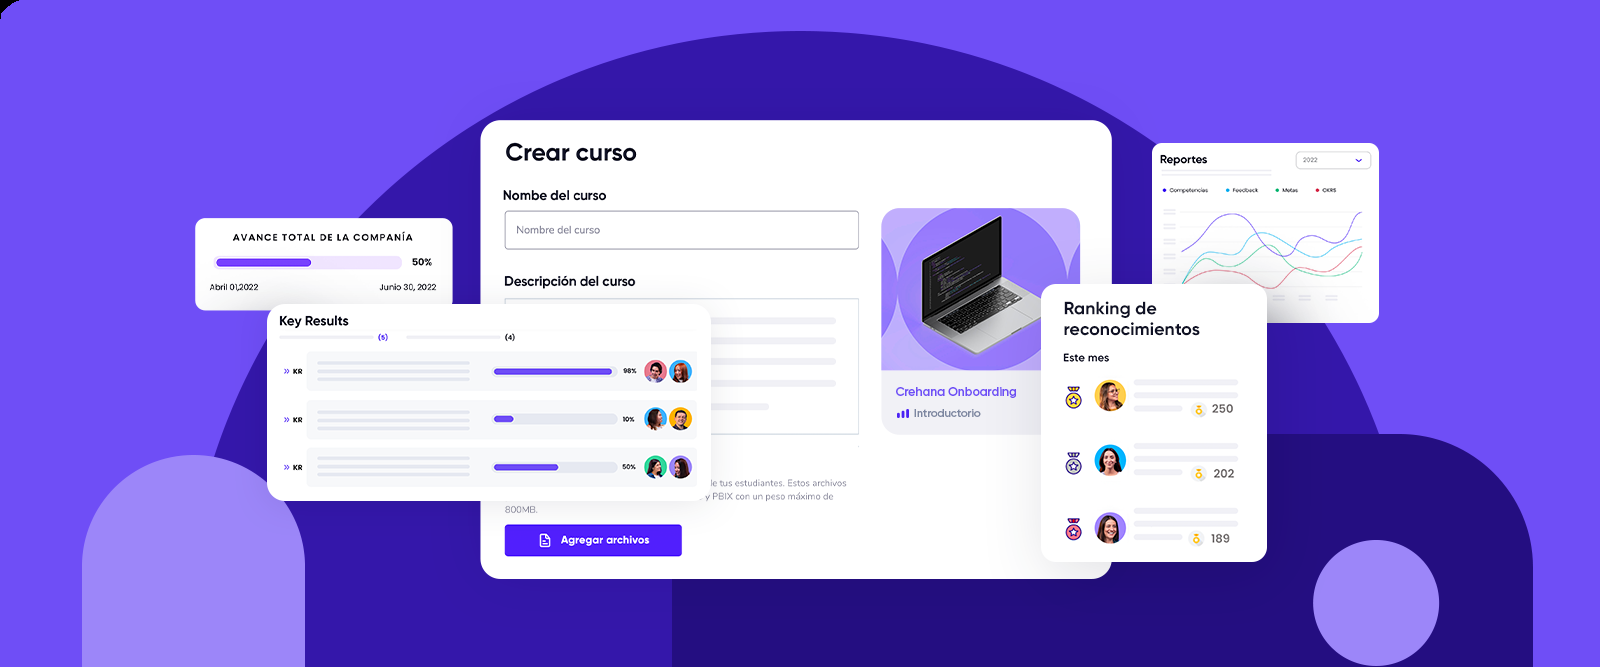 AVANCE TOTAL DE LA COMPANÍA
50%
Abril 01,2022
Junio 30, 2022
Key Results
(5)
(4)
KR
98%
KR
10%
KR
50%
Crear curso
Nombre del curso
Nombre del curso
Descripción del curso
de tus estudiantes. Estos archivos
y PBIX con un peso máximo de
800MB.
Agregar archivos
Crehana Onboarding
Introductorio
Reportes
2022
Competencias
Feedback
Metas
OKRS
Ranking de
reconocimientos
Este mes
250
202
189